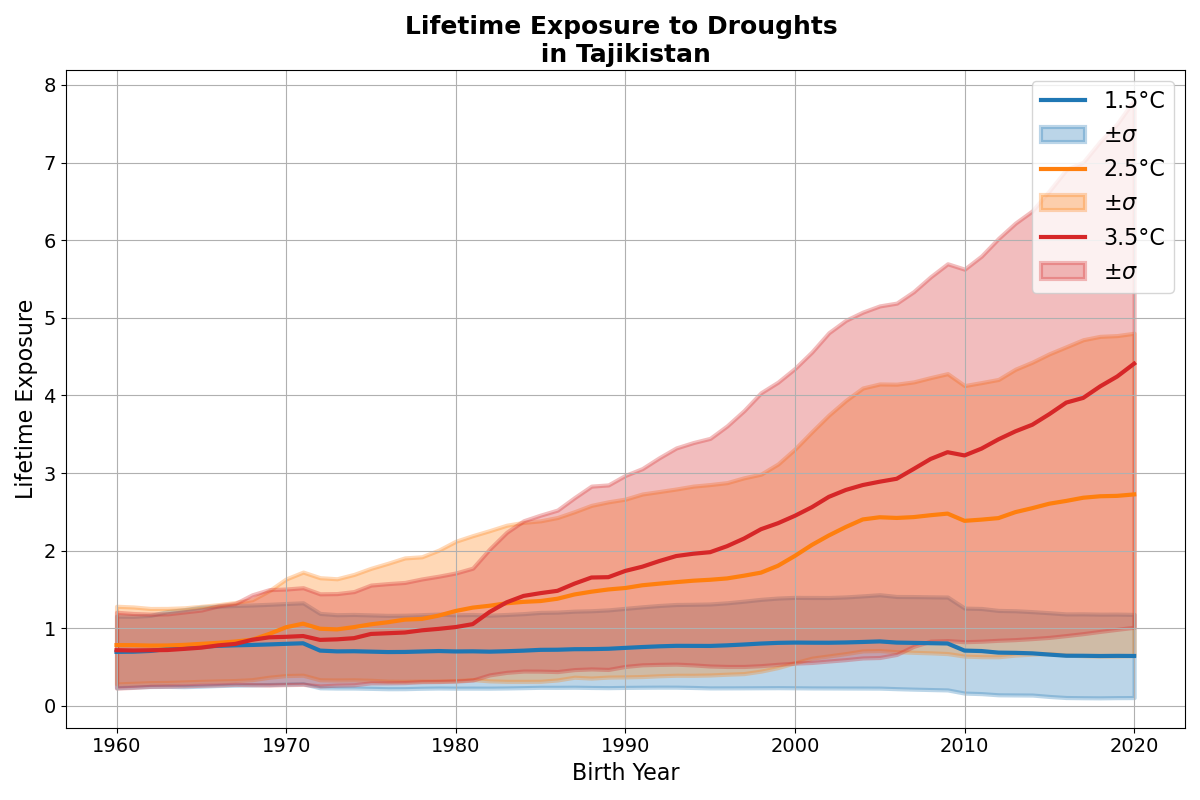 Lifetime Exposure to Droughts
in Tajikistan
8
7
6
5
4
3
2
1
0
Lifetime Exposure
1960 1970 1980 1990 2000 2010 2020
Birth Year
1.5°C
±σ
2.5°C
±σ
3.5°C
±σ